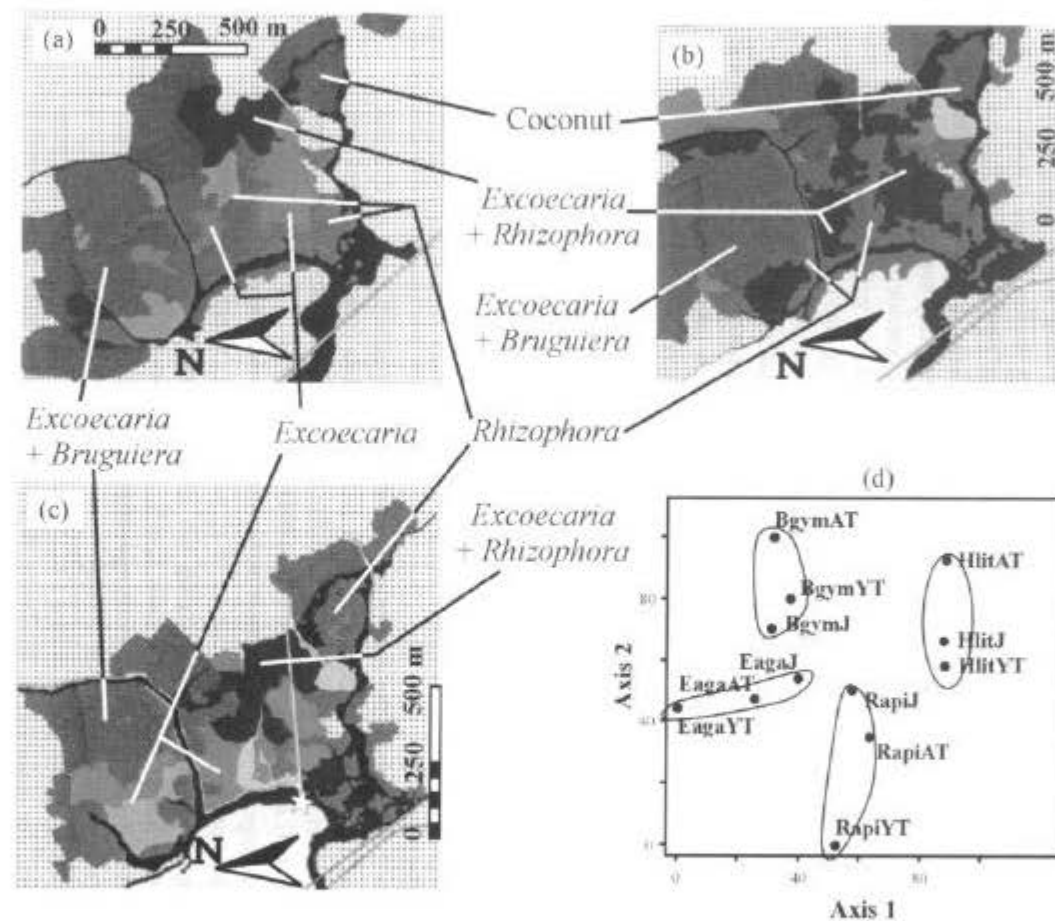 (a)
0 250 500 m
(b)
0 250 500 m
Coconut
Excoecaria
+ Rhizophora
Excoecaria
+ Bruguiera
N
N
Excoecaria
+ Bruguiera
Excoecaria
Rhizophora
(c)
Excoecaria
+ Rhizophora
0 250 500 m
N
(d)
BgymAT
HlitAT
80
BgymYT
BgymJ
HlitJ
EagaJ
HlitYT
EagaAT
RapiJ
EagaYT
40
RapiAT
RapiYT
0
0 40 80
Axis 2
Axis 1